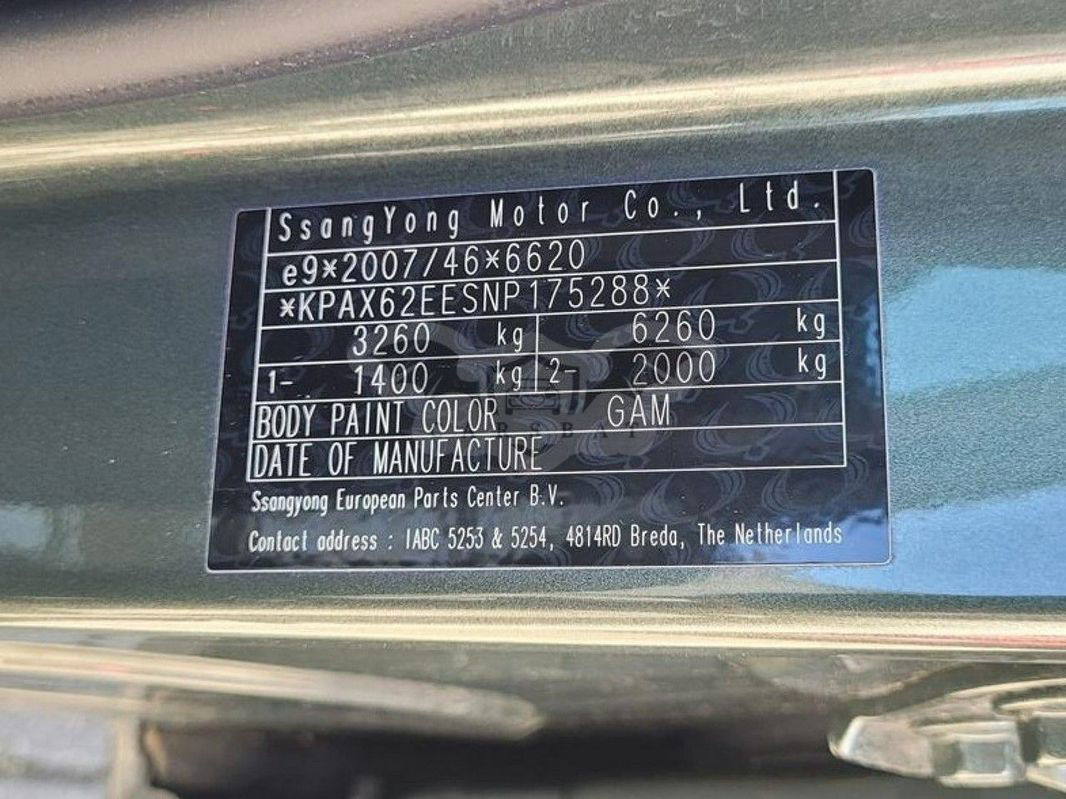 SsangYong Motor Co., Ltd.
e9*2007/46*6620
*KPAX62EESNP175288*
3260 kg 6260 kg
1- 1400 kg 2- 2000 kg
BODY PAINT COLOR GAM
DATE OF MANUFACTURE
Ssangyong European Parts Center B.V.
Contact address : IABC 5253 & 5254, 4814RD Breda, The Netherlands